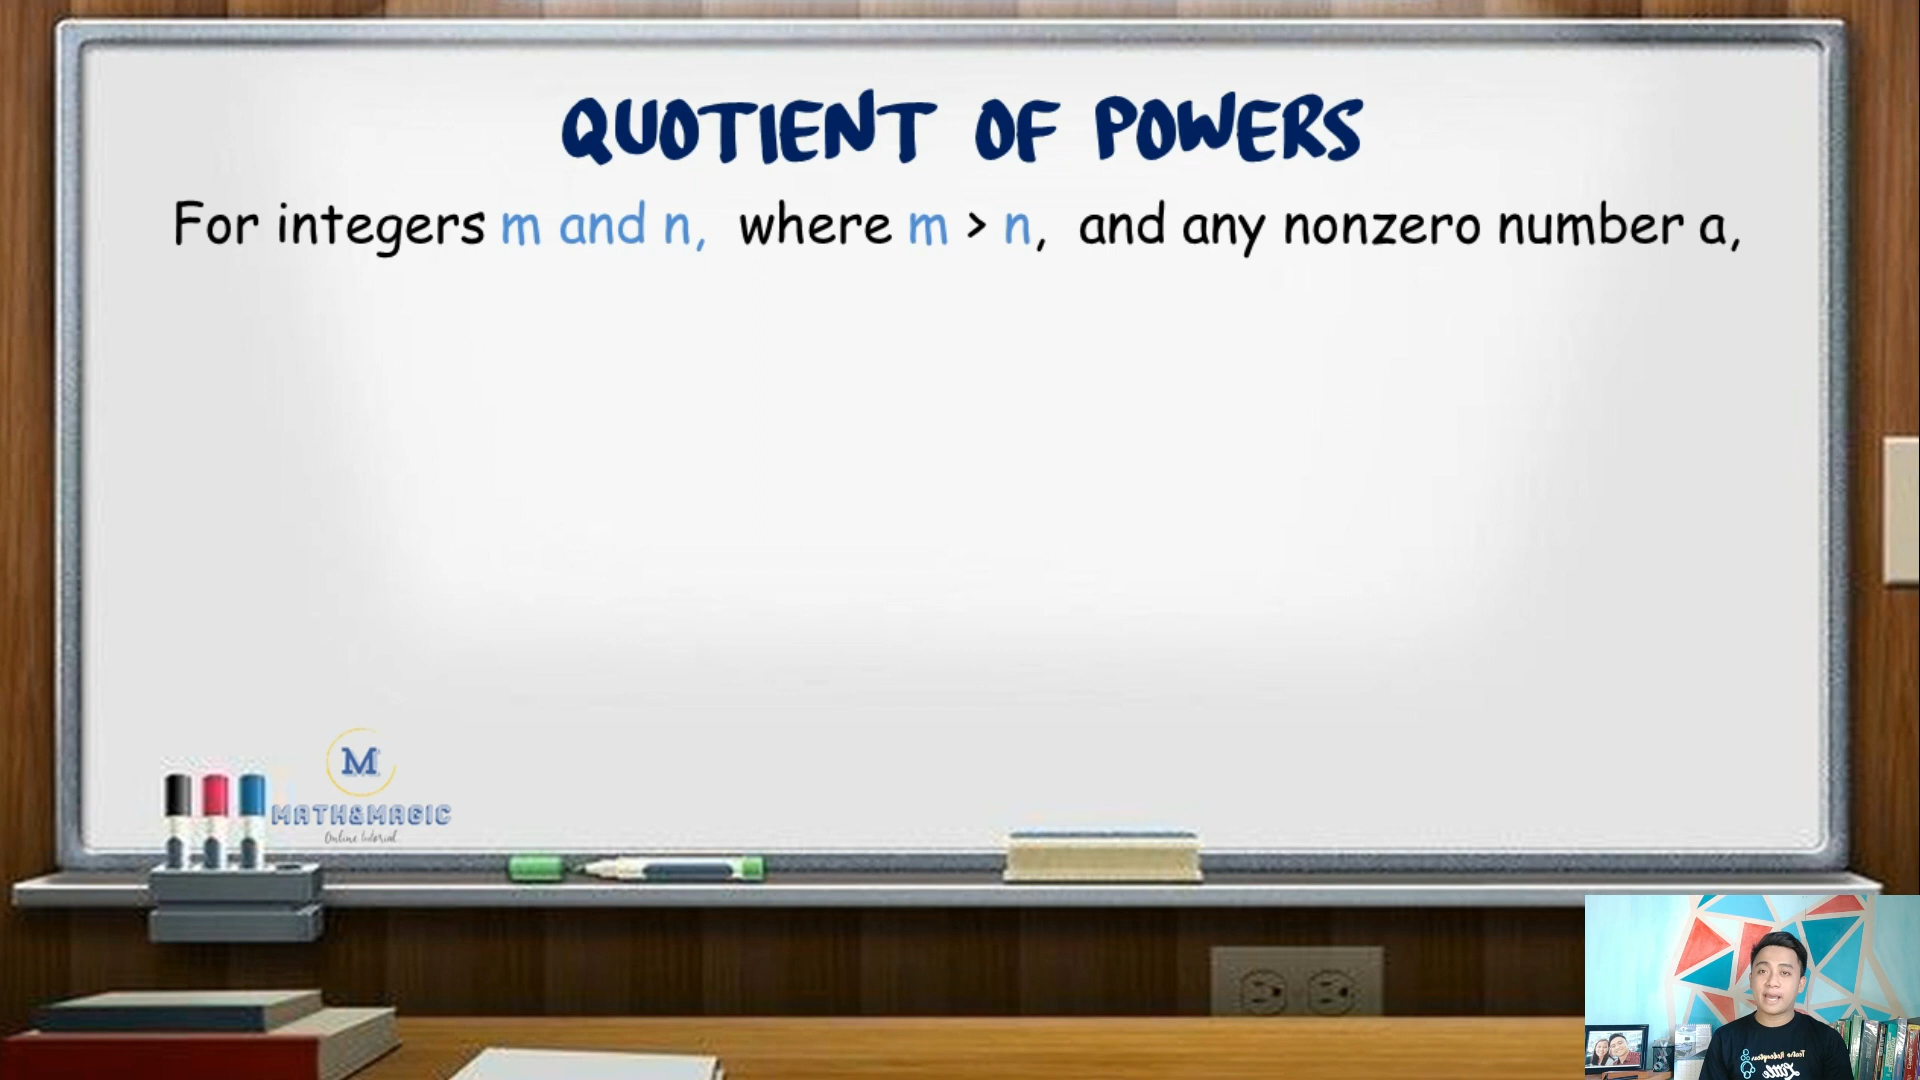 QUOTIENT OF POWERS
For integers m and n, where m > n, and any nonzero number a,
M
MATH&MAGIC
Online tutorial